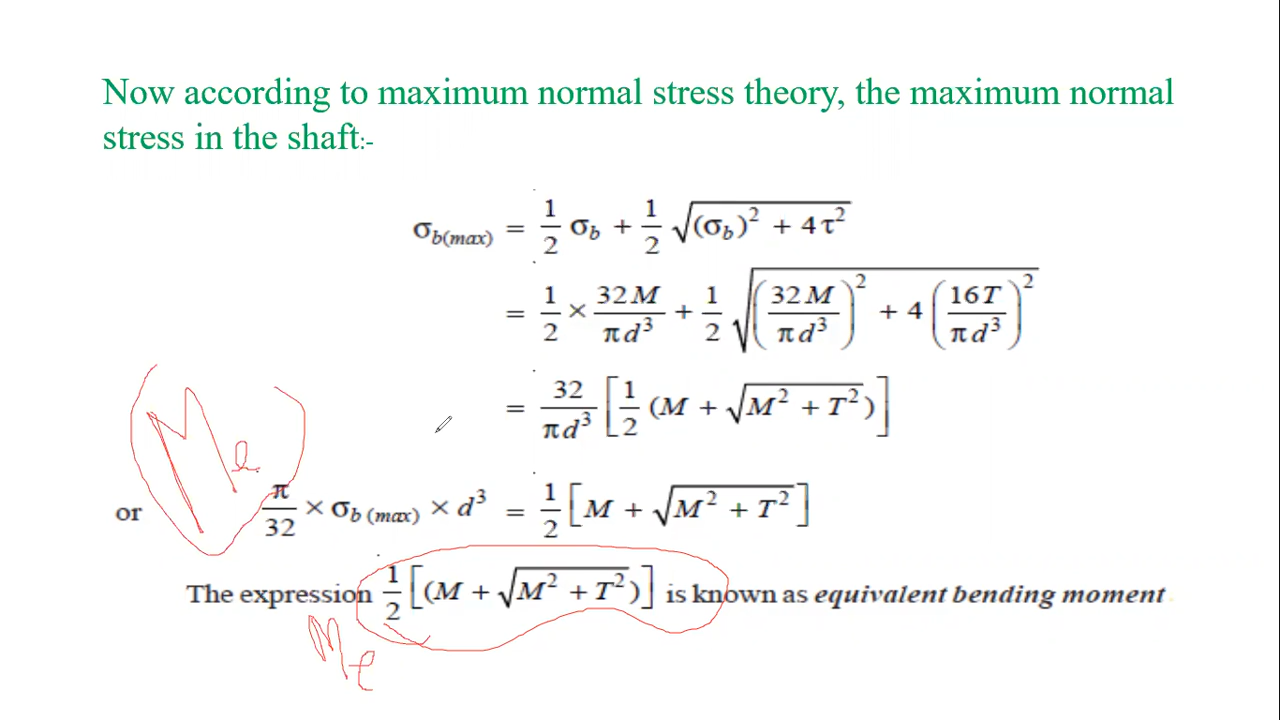 Now according to maximum normal stress theory, the maximum normal
stress in the shaft:-
σb(max) = 1/2 σb + 1/2 √((σb)² + 4τ²)
= 1/2 × 32M/πd³ + 1/2 √((32M/πd³)² + 4(16T/πd³)²)
= 32/πd³ [1/2 (M + √(M² + T²))]
Me
or π/32 × σb (max) × d³ = 1/2 [M + √(M² + T²)]
The expression 1/2 [(M + √(M² + T²))] is known as equivalent bending moment
Me